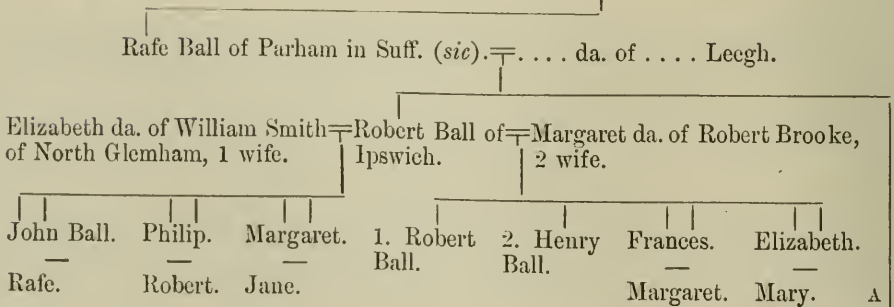 Rafe Ball of Parham in Suff. (sic).=. . . . da. of . . . . Leegh.
Elizabeth da. of William Smith=Robert Ball of=Margaret da. of Robert Brooke,
of North Glemham, 1 wife. Ipswich. 2 wife.
John Ball. Philip. Margaret. 1. Robert 2. Henry Frances. Elizabeth.
Ball. Ball.
— — — — —
Rafe. Robert. Jane. Margaret. Mary. A